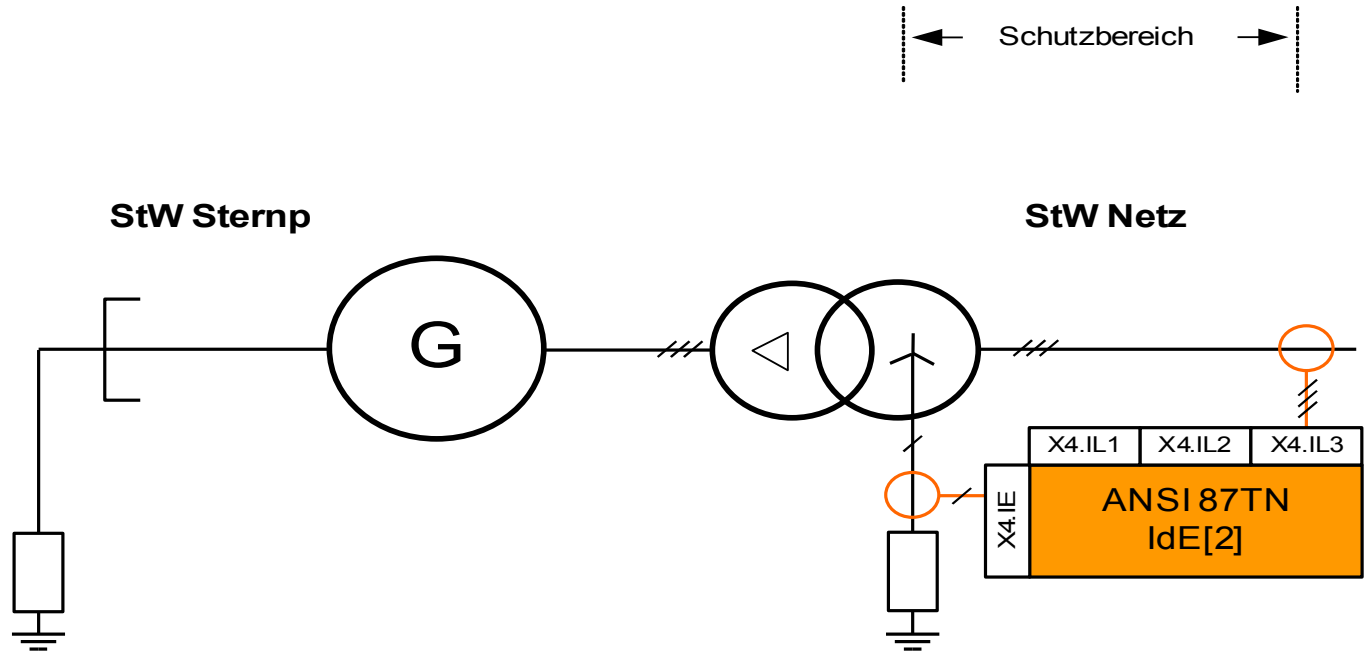 Schutzbereich
StW Sternp
StW Netz
G
X4.IL1
X4.IL2
X4.IL3
X4.IE
ANSI 87TN
IdE[2]